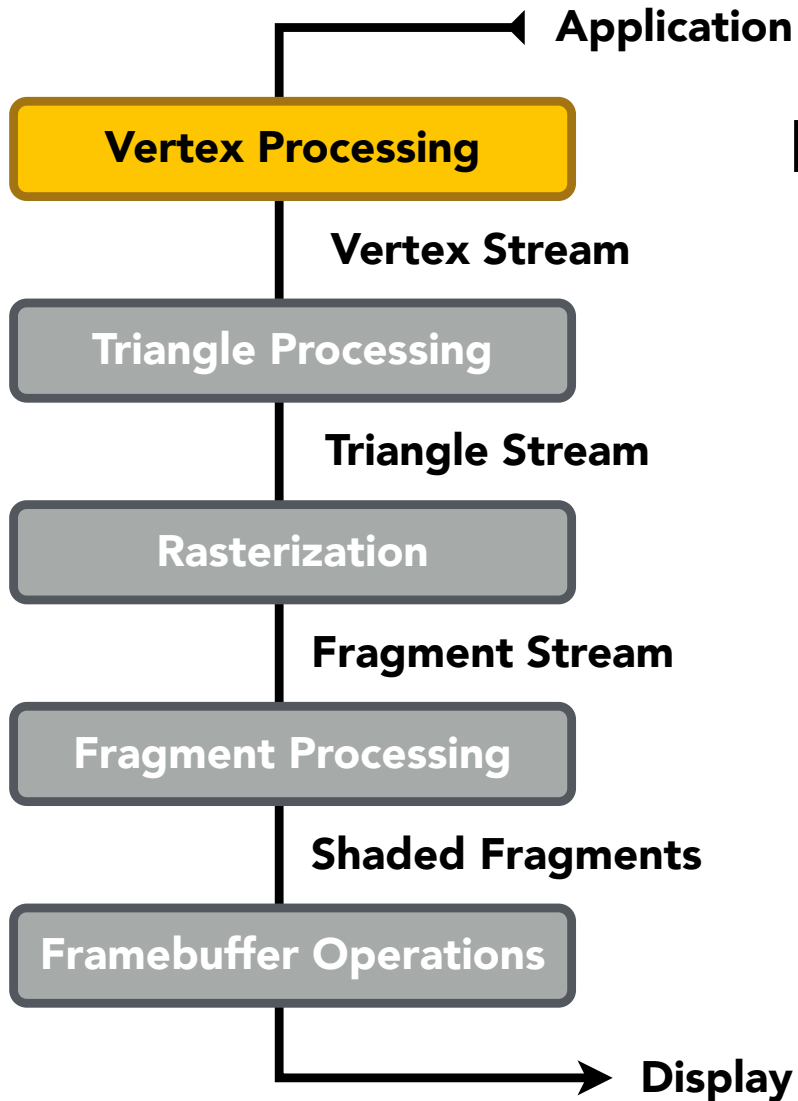 Application
Vertex Processing
Vertex Stream
Triangle Processing
Triangle Stream
Rasterization
Fragment Stream
Fragment Processing
Shaded Fragments
Framebuffer Operations
Display